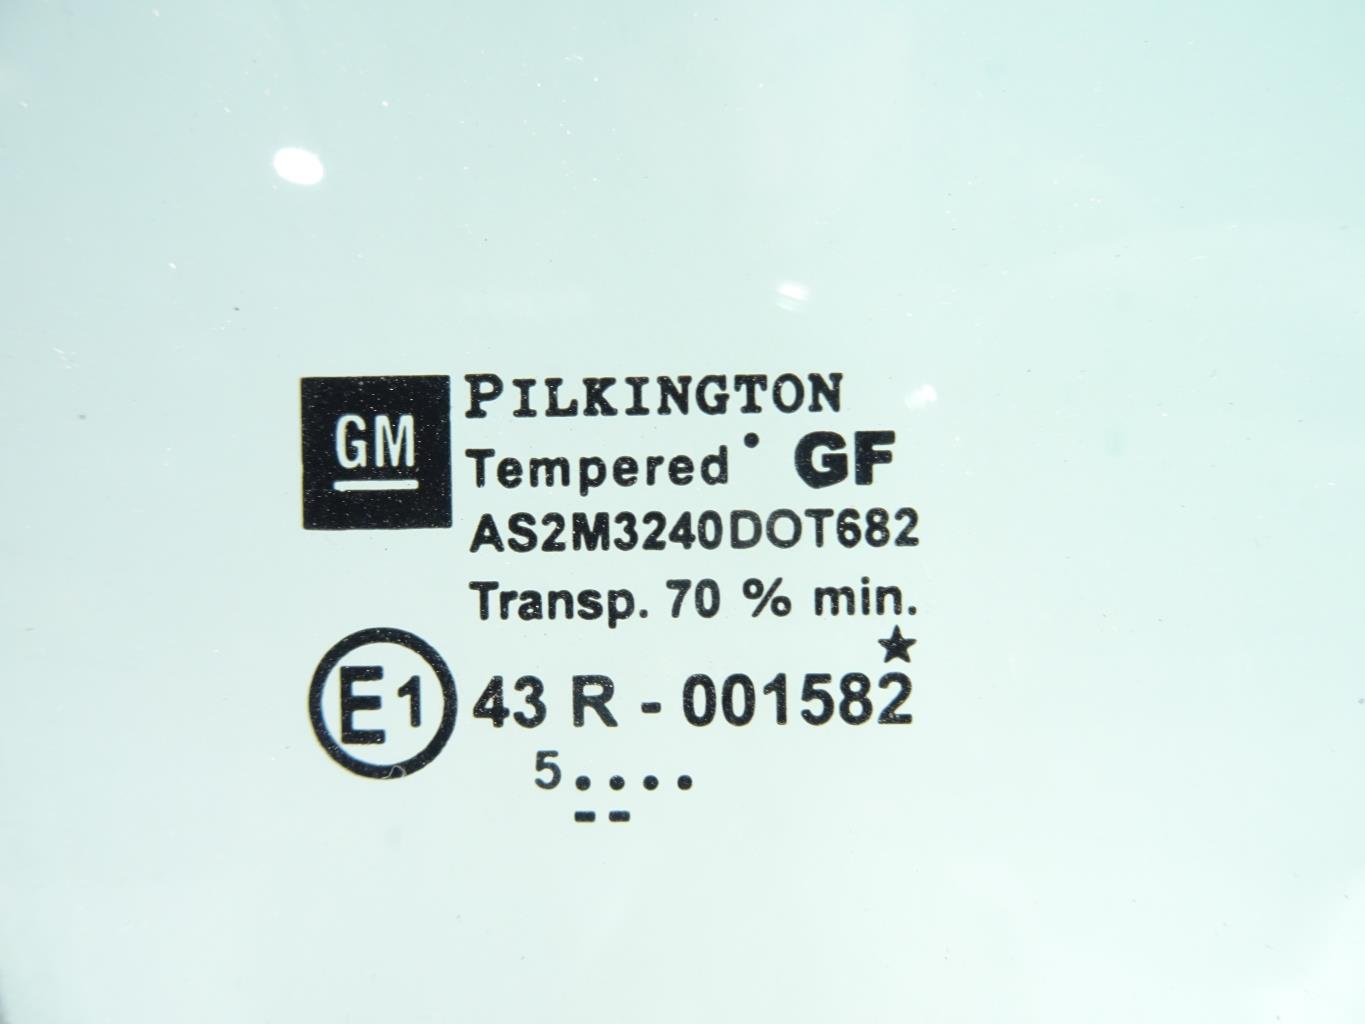 GM PILKINGTON
Tempered • GF
AS2M3240DOT682
Transp. 70 % min.
★
E1 43 R - 001582
5....
--